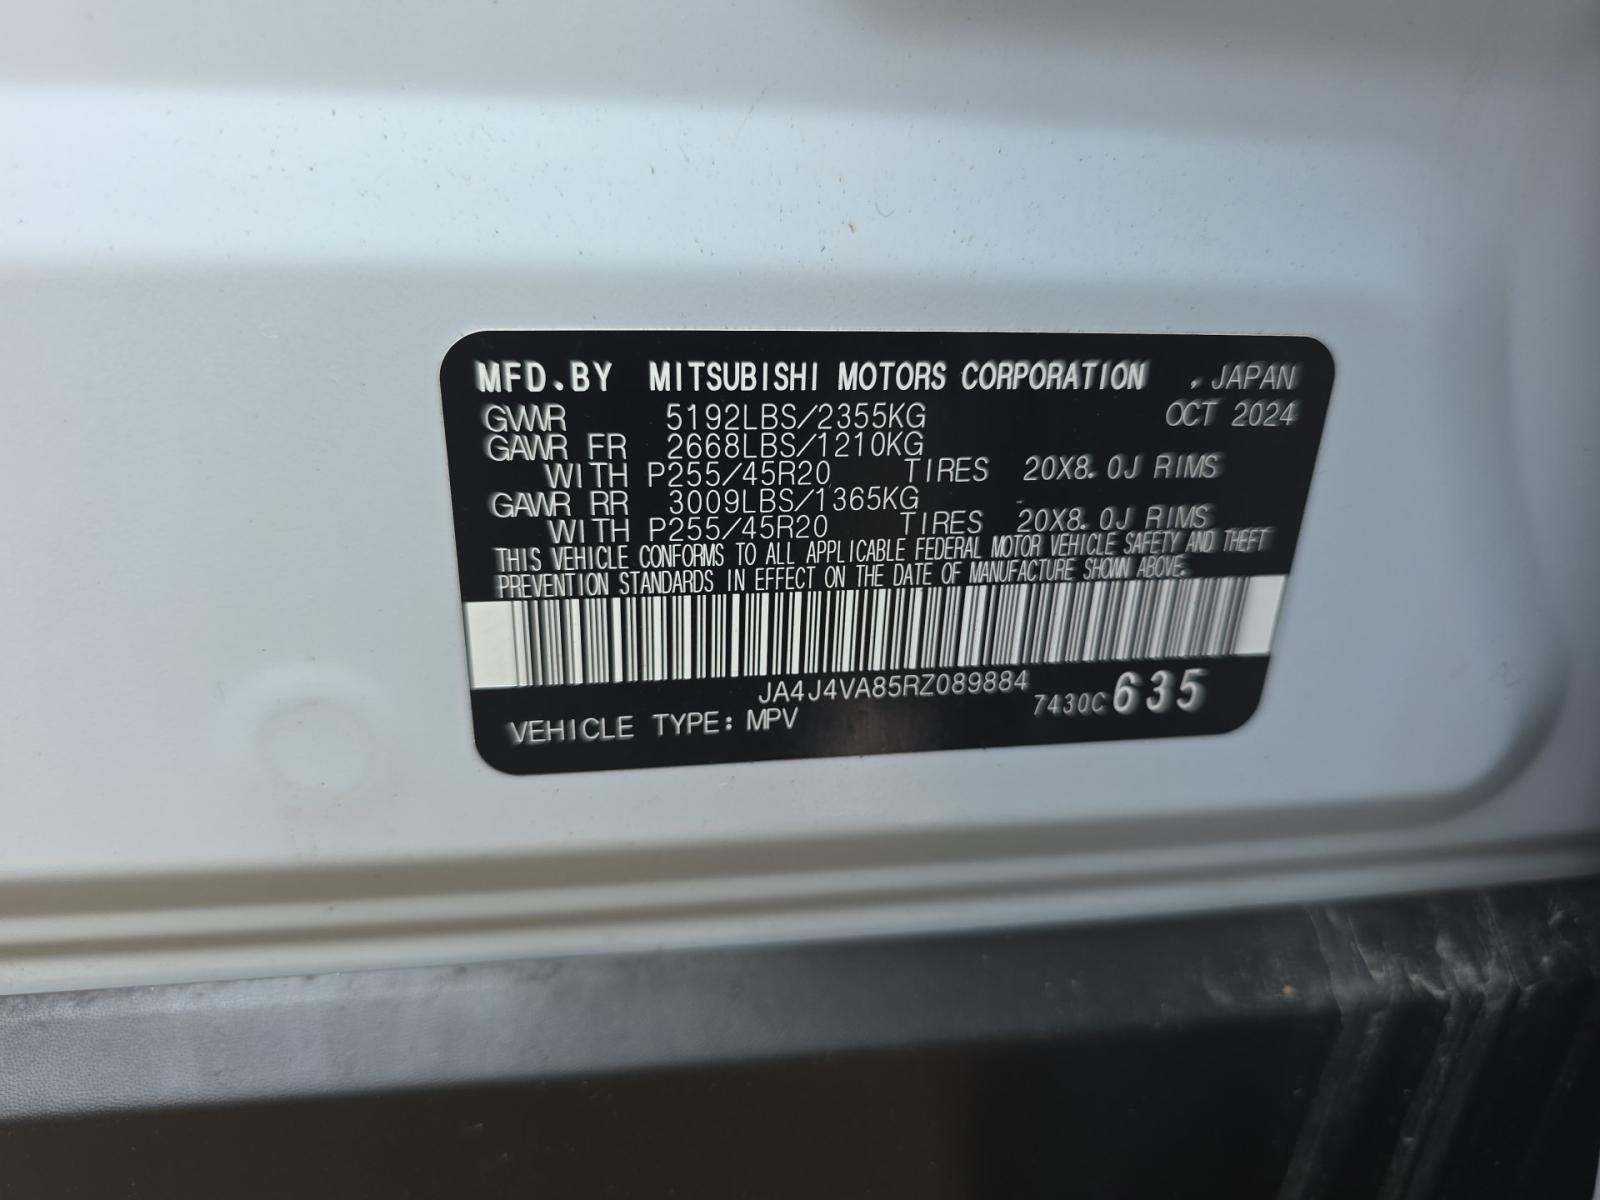 MFD.BY MITSUBISHI MOTORS CORPORATION , JAPAN
GVWR 5192LBS/2355KG OCT 2024
GAWR FR 2668LBS/1210KG
WITH P255/45R20 TIRES 20X8.0J RIMS
GAWR RR 3009LBS/1365KG
WITH P255/45R20 TIRES 20X8.0J RIMS
THIS VEHICLE CONFORMS TO ALL APPLICABLE FEDERAL MOTOR VEHICLE SAFETY AND THEFT
PREVENTION STANDARDS IN EFFECT ON THE DATE OF MANUFACTURE SHOWN ABOVE.
JA4J4VA85RZ089884
7430C 635
VEHICLE TYPE: MPV